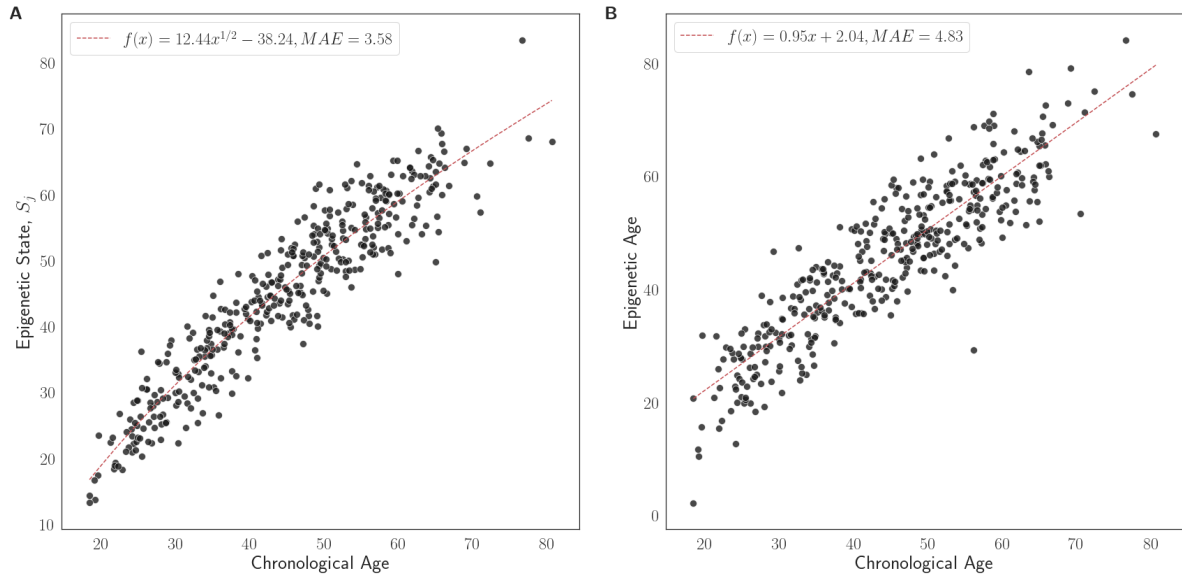 A
f(x) = 12.44x^{1/2} − 38.24, MAE = 3.58
80
70
60
50
40
30
20
10
Epigenetic State, S_j
20 30 40 50 60 70 80
Chronological Age
B
f(x) = 0.95x + 2.04, MAE = 4.83
80
60
40
20
0
Epigenetic Age
20 30 40 50 60 70 80
Chronological Age